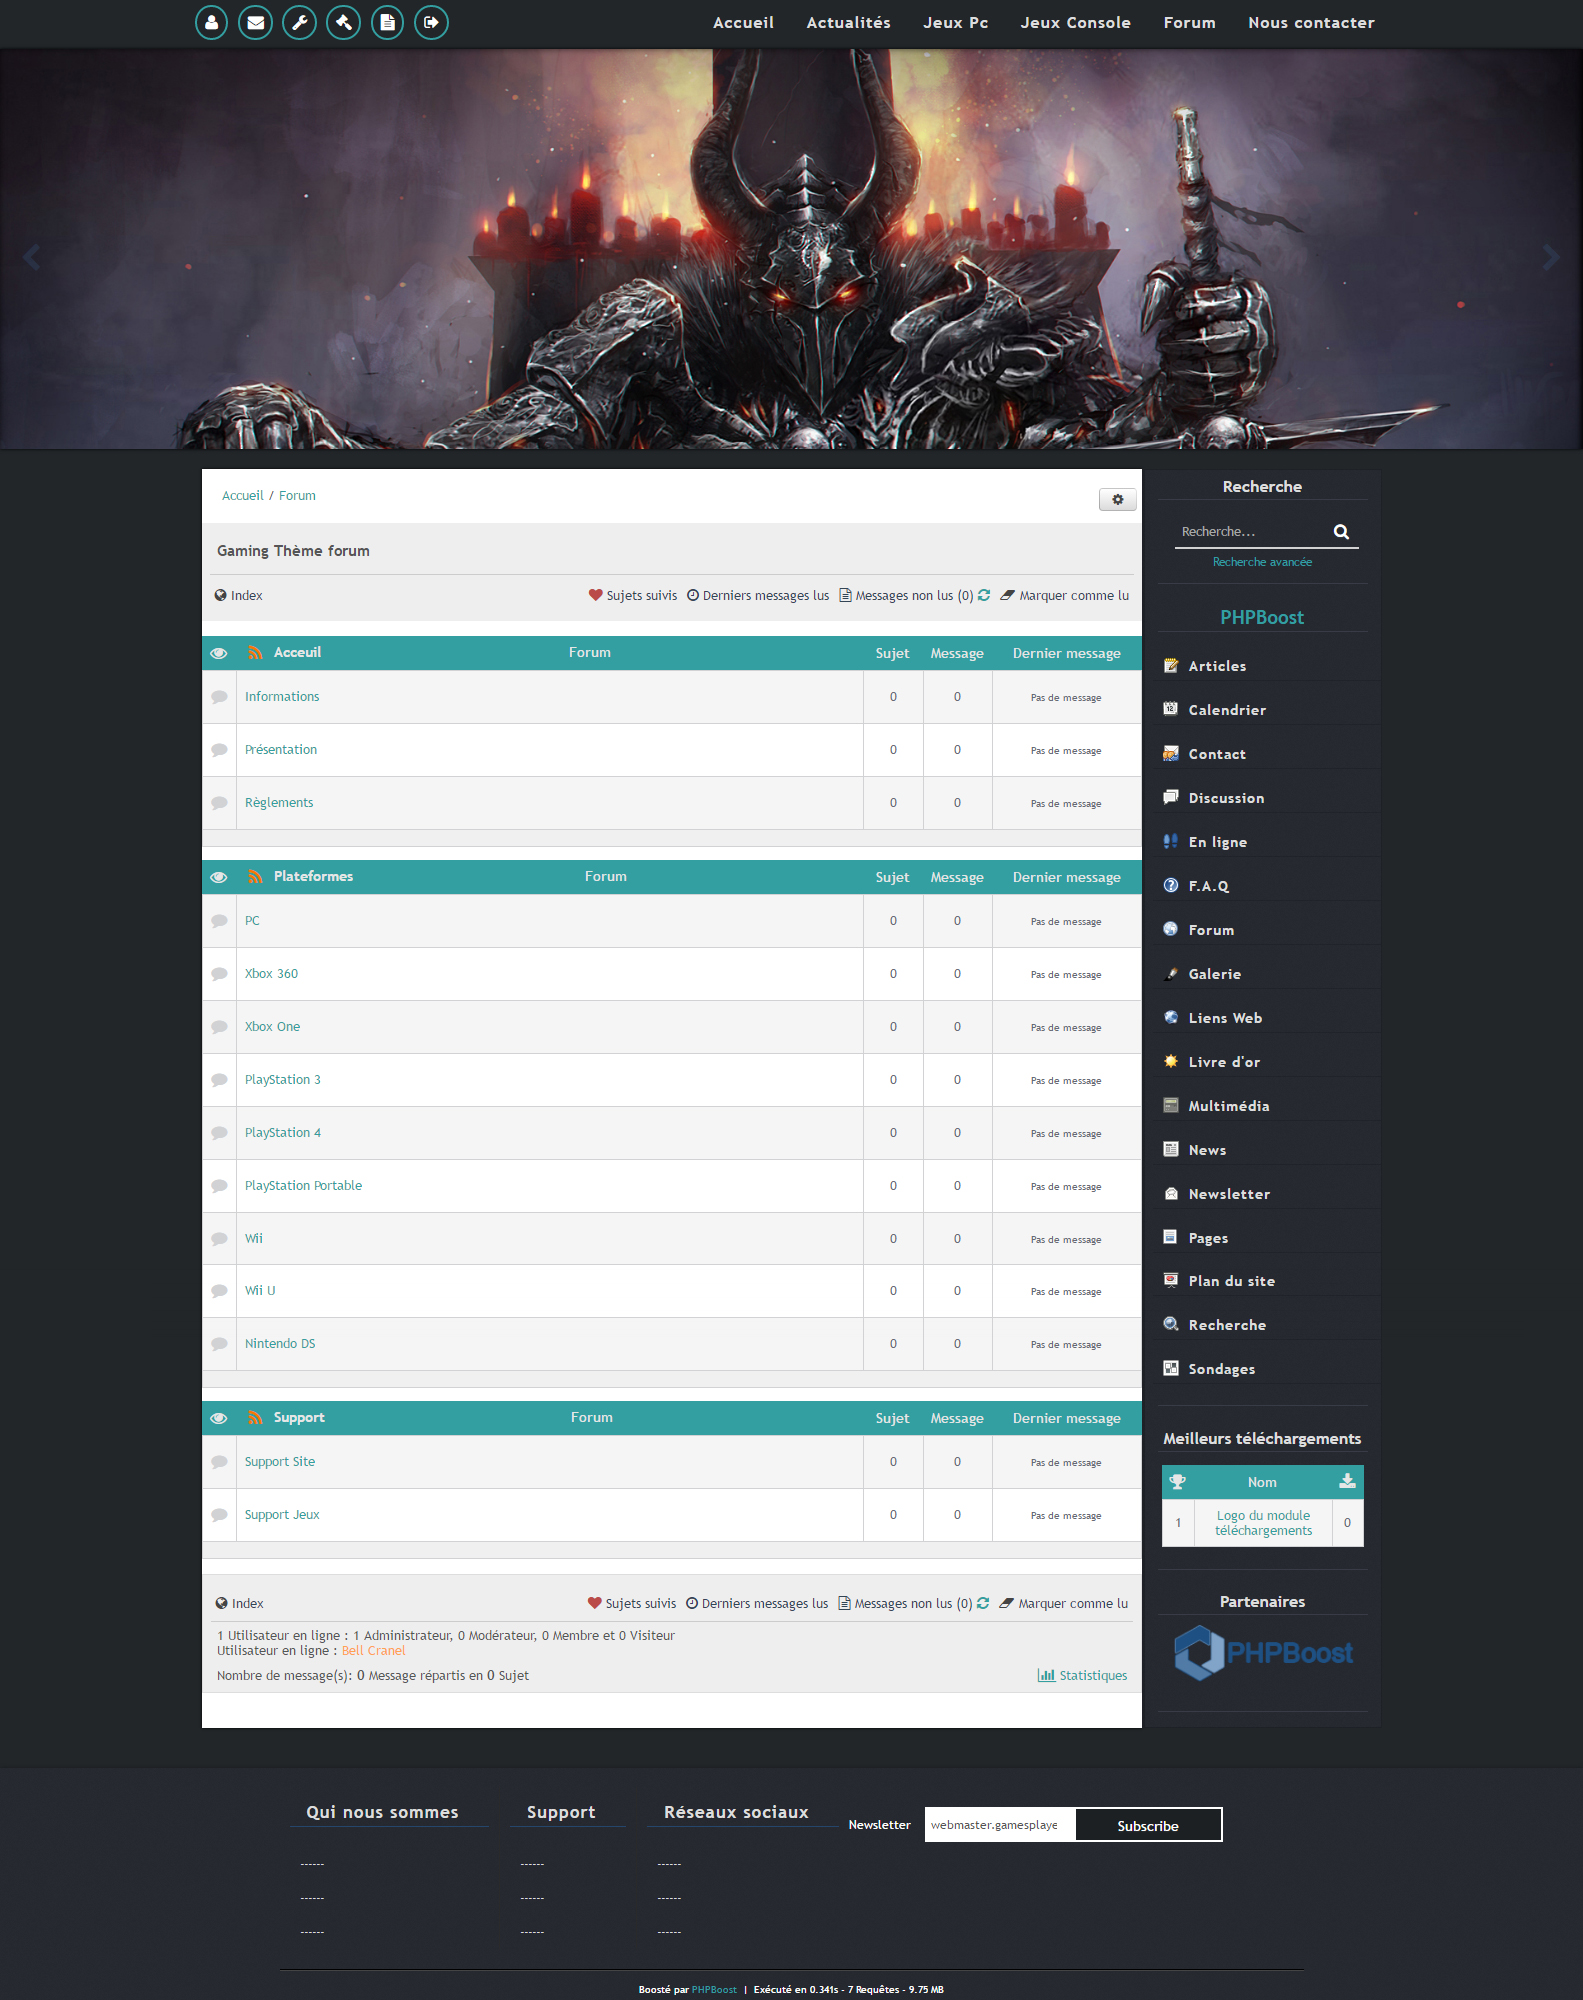 Accueil Actualités Jeux Pc Jeux Console Forum Nous contacter
Accueil / Forum
Gaming Thème forum
Index Sujets suivis Derniers messages lus Messages non lus (0) Marquer comme lu
Acceuil Forum Sujet Message Dernier message
Informations 0 0 Pas de message
Présentation 0 0 Pas de message
Règlements 0 0 Pas de message
Plateformes Forum Sujet Message Dernier message
PC 0 0 Pas de message
Xbox 360 0 0 Pas de message
Xbox One 0 0 Pas de message
PlayStation 3 0 0 Pas de message
PlayStation 4 0 0 Pas de message
PlayStation Portable 0 0 Pas de message
Wii 0 0 Pas de message
Wii U 0 0 Pas de message
Nintendo DS 0 0 Pas de message
Support Forum Sujet Message Dernier message
Support Site 0 0 Pas de message
Support Jeux 0 0 Pas de message
Index Sujets suivis Derniers messages lus Messages non lus (0) Marquer comme lu
1 Utilisateur en ligne : 1 Administrateur, 0 Modérateur, 0 Membre et 0 Visiteur
Utilisateur en ligne : Bell Cranel
Nombre de message(s): 0 Message répartis en 0 Sujet Statistiques
Recherche
Recherche...
Recherche avancée
PHPBoost
Articles
Calendrier
12
Contact
Discussion
En ligne
F.A.Q
Forum
Galerie
Liens Web
Livre d'or
Multimédia
News
Newsletter
Pages
Plan du site
Recherche
Sondages
Meilleurs téléchargements
Nom
1 Logo du module téléchargements 0
Partenaires
PHPBoost
Qui nous sommes
------
------
------
Support
------
------
------
Réseaux sociaux
------
------
------
Newsletter webmaster.gamesplaye Subscribe
Boosté par PHPBoost | Exécuté en 0.341s - 7 Requêtes - 9.75 MB